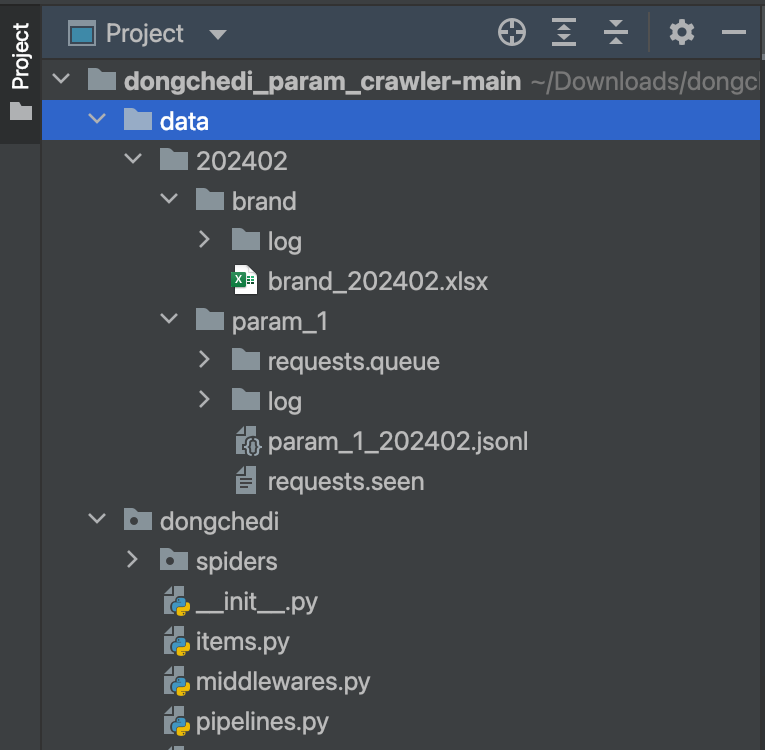 Project
Project
dongchedi_param_crawler-main ~/Downloads/dongc
data
202402
brand
log
brand_202402.xlsx
param_1
requests.queue
log
param_1_202402.jsonl
requests.seen
dongchedi
spiders
__init__.py
items.py
middlewares.py
pipelines.py